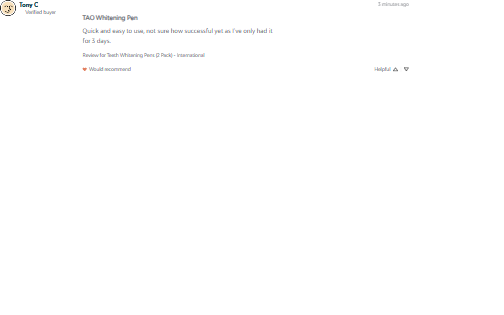 Tony C
Verified buyer
5 minutes ago
TAO Whitening Pen
Quick and easy to use, not sure how successful yet as I've only had it
for 3 days.
Review for Teeth Whitening Pens (2 Pack) - International
Would recommend
Helpful